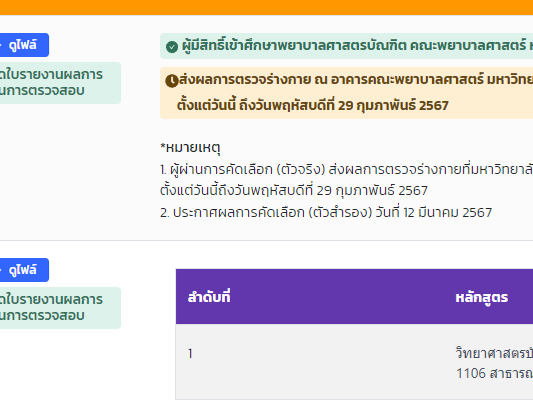 ดูไฟล์
ดใบรายงานผลการ
นการตรวจสอบ
ผู้มีสิทธิ์เข้าศึกษาพยาบาลศาสตรบัณฑิต คณะพยาบาลศาสตร์
ส่งผลการตรวจร่างกาย ณ อาคารคณะพยาบาลศาสตร์ มหาวิทย
ตั้งแต่วันนี้ ถึงวันพฤหัสบดีที่ 29 กุมภาพันธ์ 2567
*หมายเหตุ
1. ผู้ผ่านการคัดเลือก (ตัวจริง) ส่งผลการตรวจร่างกายที่มหาวิทยาลั
ตั้งแต่วันนี้ถึงวันพฤหัสบดีที่ 29 กุมภาพันธ์ 2567
2. ประกาศผลการคัดเลือก (ตัวสำรอง) วันที่ 12 มีนาคม 2567
ดูไฟล์
ดใบรายงานผลการ
นการตรวจสอบ
ลำดับที่ หลักสูตร
1 วิทยาศาสตรบั
1106 สาธารณ